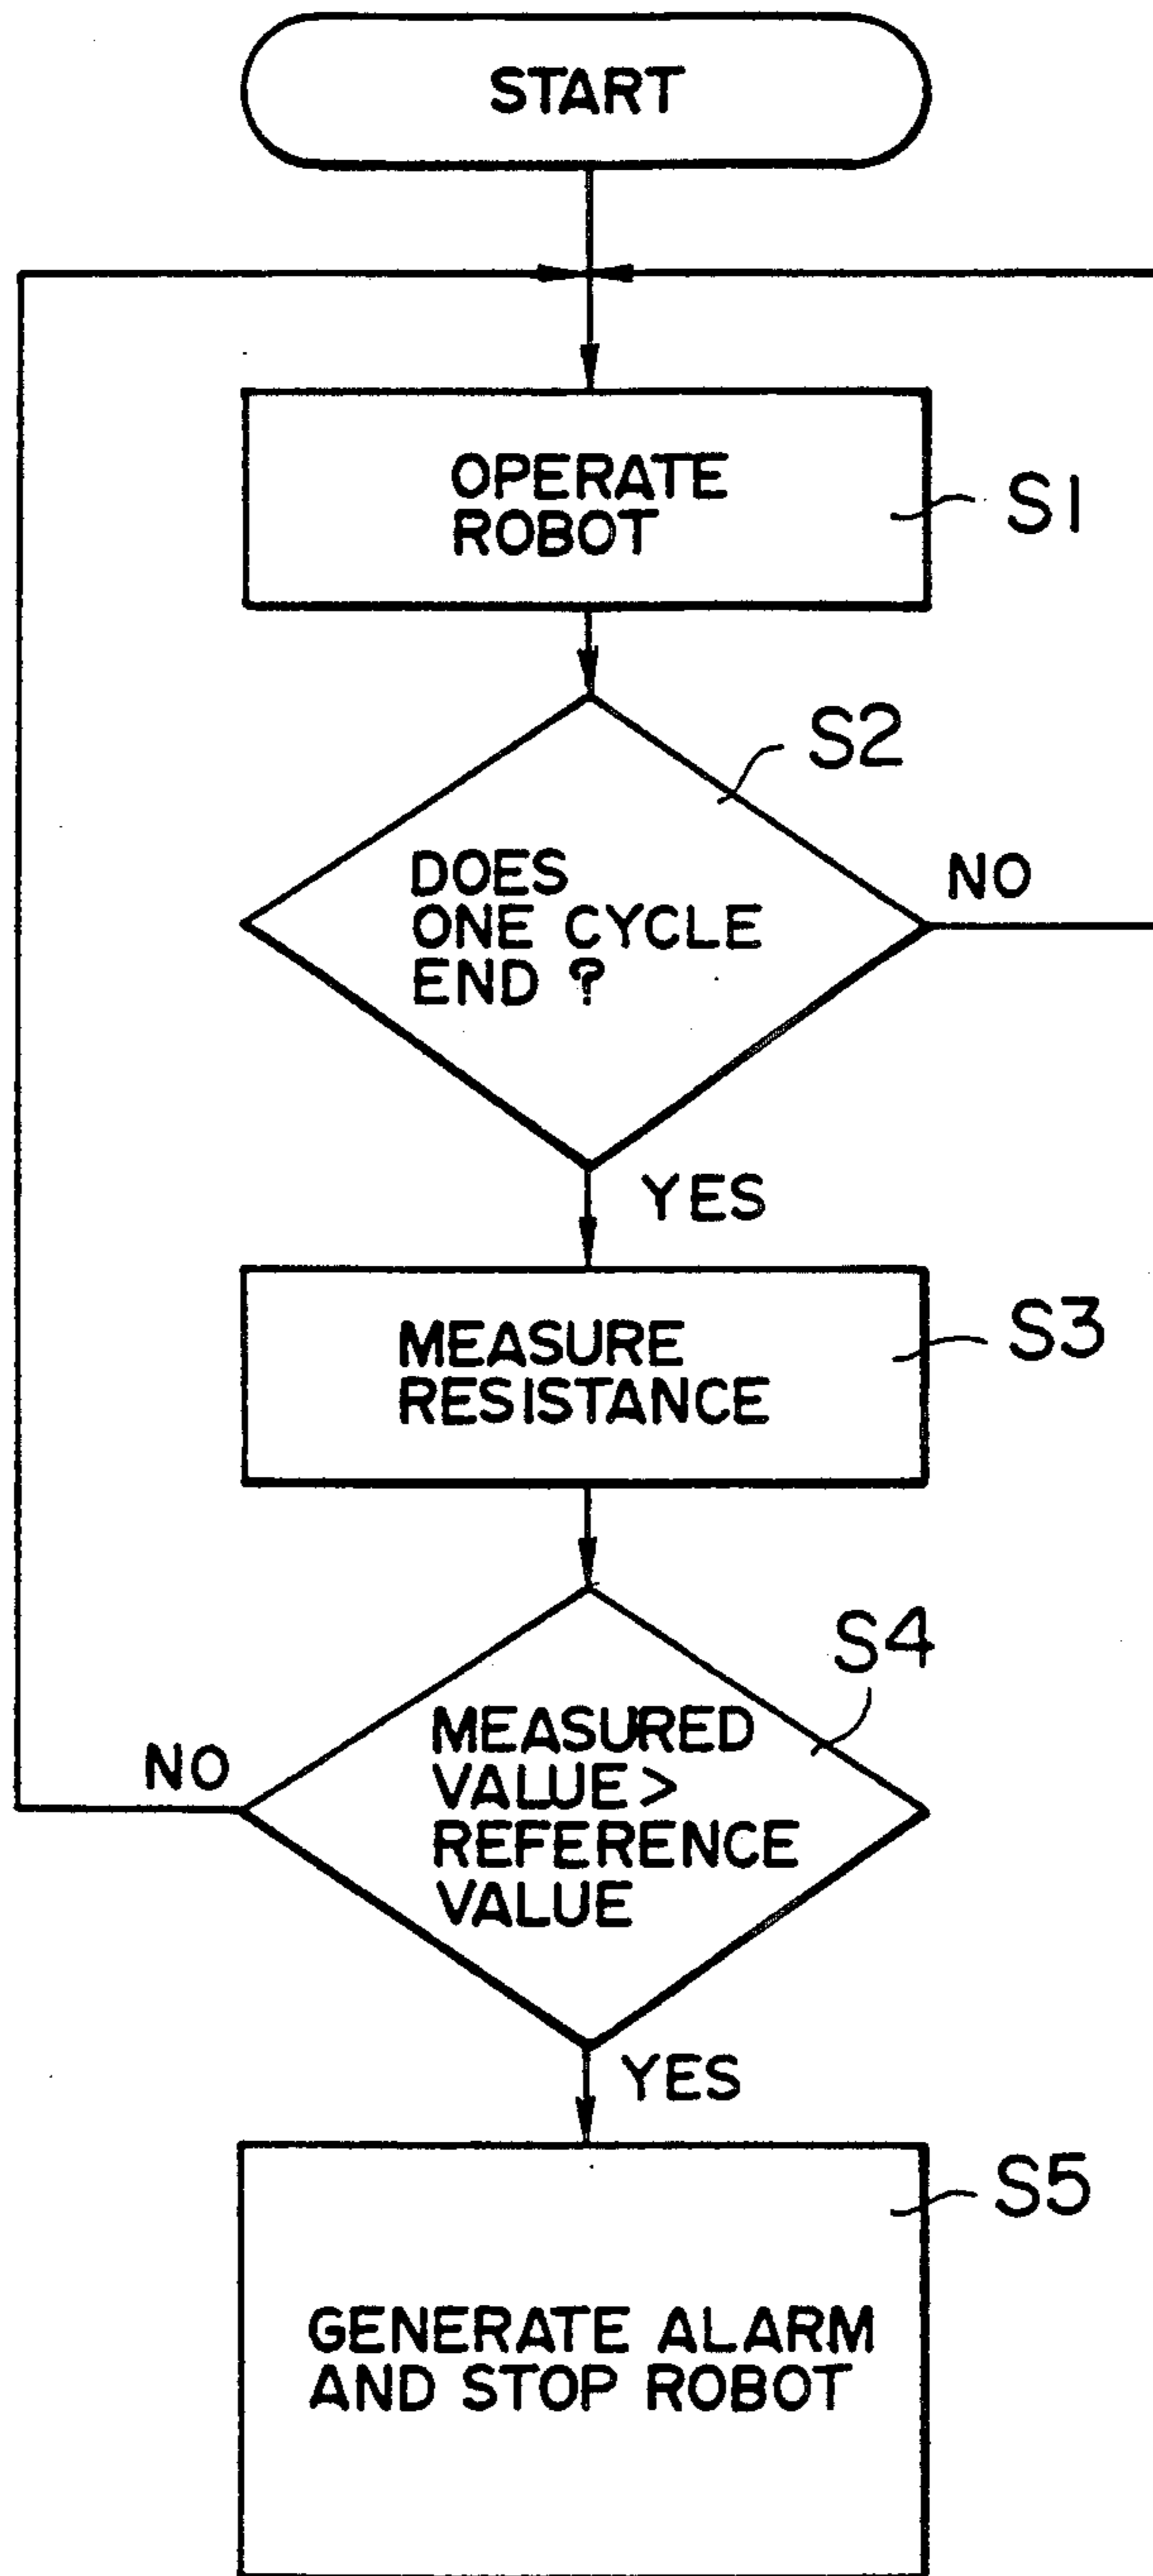 START
OPERATE
ROBOT
S1
S2
DOES
ONE CYCLE
END ?
NO
YES
MEASURE
RESISTANCE
S3
S4
MEASURED
VALUE >
REFERENCE
VALUE
NO
YES
S5
GENERATE ALARM
AND STOP ROBOT